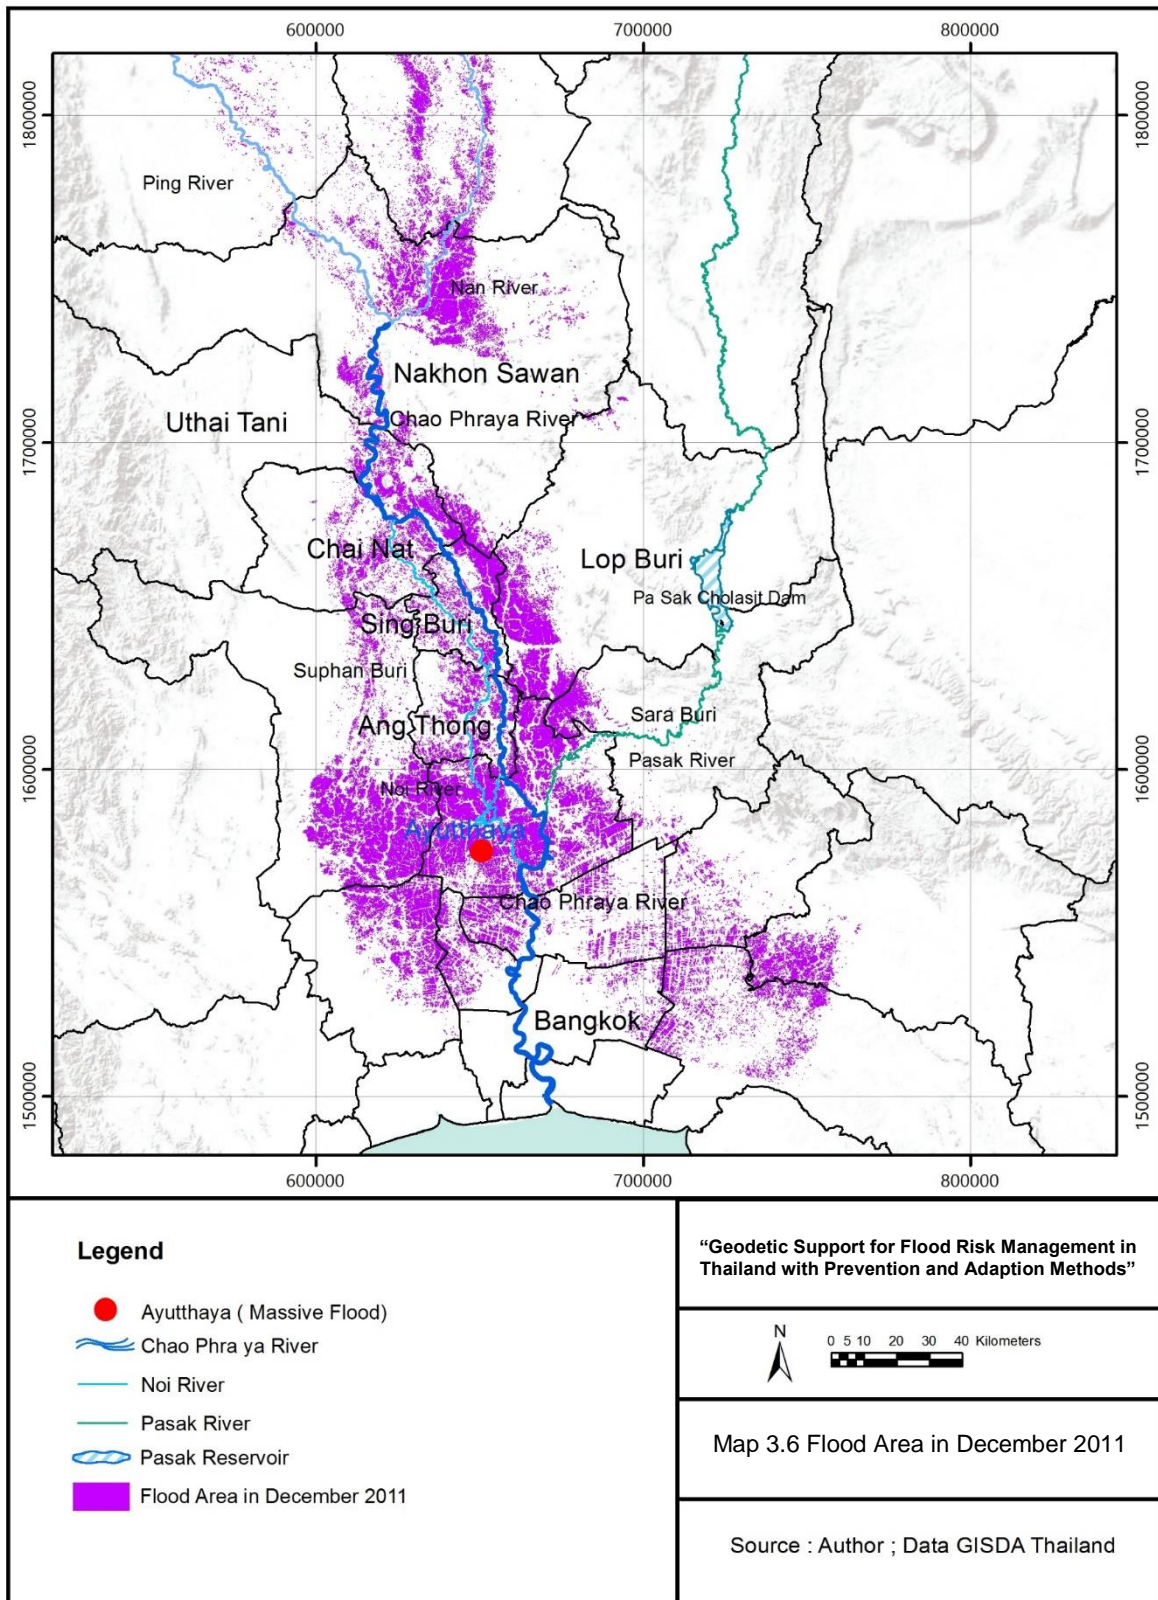 600000
700000
800000
1800000
1800000
Ping River
Nan River
Nakhon Sawan
Chao Phraya River
Uthai Tani
1700000
1700000
Chai Nat
Lop Buri
Pa Sak Cholasit Dam
Sing Buri
Suphan Buri
Sara Buri
Ang Thong
Pasak River
1600000
1600000
Noi River
Ayutthaya
Chao Phraya River
Bangkok
1500000
1500000
600000
700000
800000
Legend
Ayutthaya ( Massive Flood)
Chao Phra ya River
Noi River
Pasak River
Pasak Reservoir
Flood Area in December 2011
“Geodetic Support for Flood Risk Management in
Thailand with Prevention and Adaption Methods”
N
0 5 10 20 30 40 Kilometers
Map 3.6 Flood Area in December 2011
Source : Author ; Data GISDA Thailand